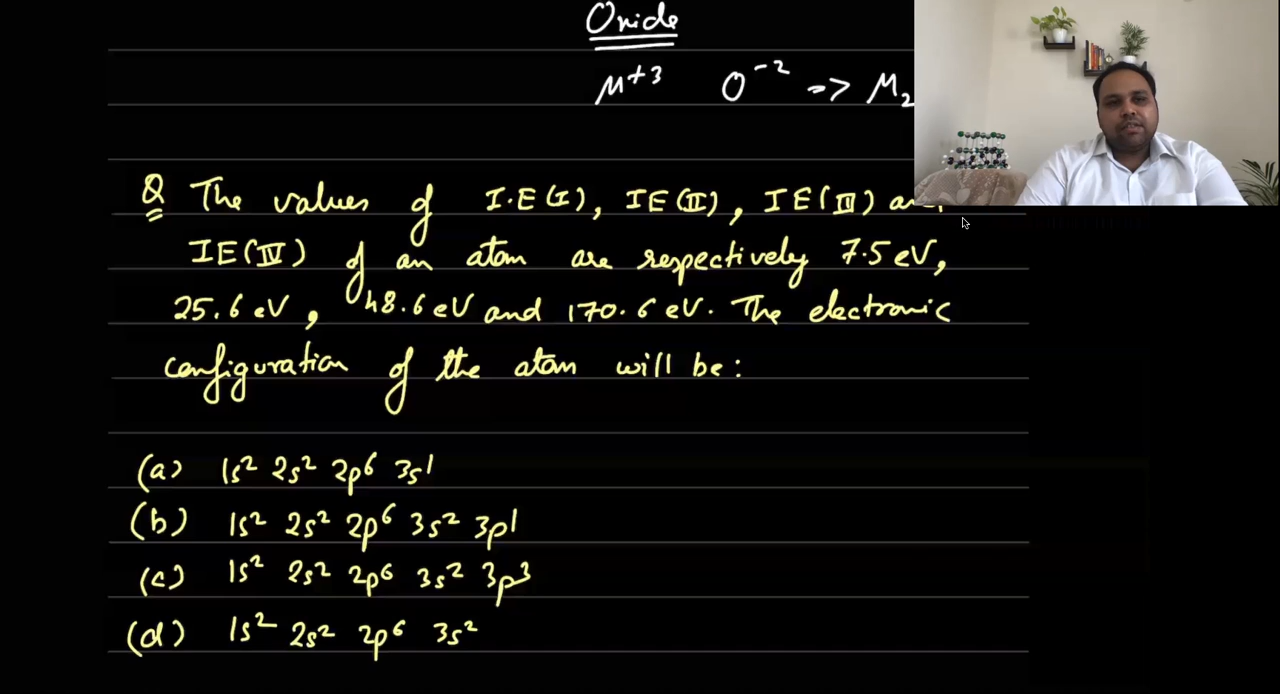 Oxide
M+3 O-2 => M2
Q The values of I.E(I), IE(II), IE(III)
IE(IV) of an atom are respectively 7.5 eV,
25.6 eV, 48.6 eV and 170.6 eV. The electronic
configuration of the atom will be:
(a) 1s² 2s² 2p⁶ 3s¹
(b) 1s² 2s² 2p⁶ 3s² 3p¹
(c) 1s² 2s² 2p⁶ 3s² 3p³
(d) 1s² 2s² 2p⁶ 3s²